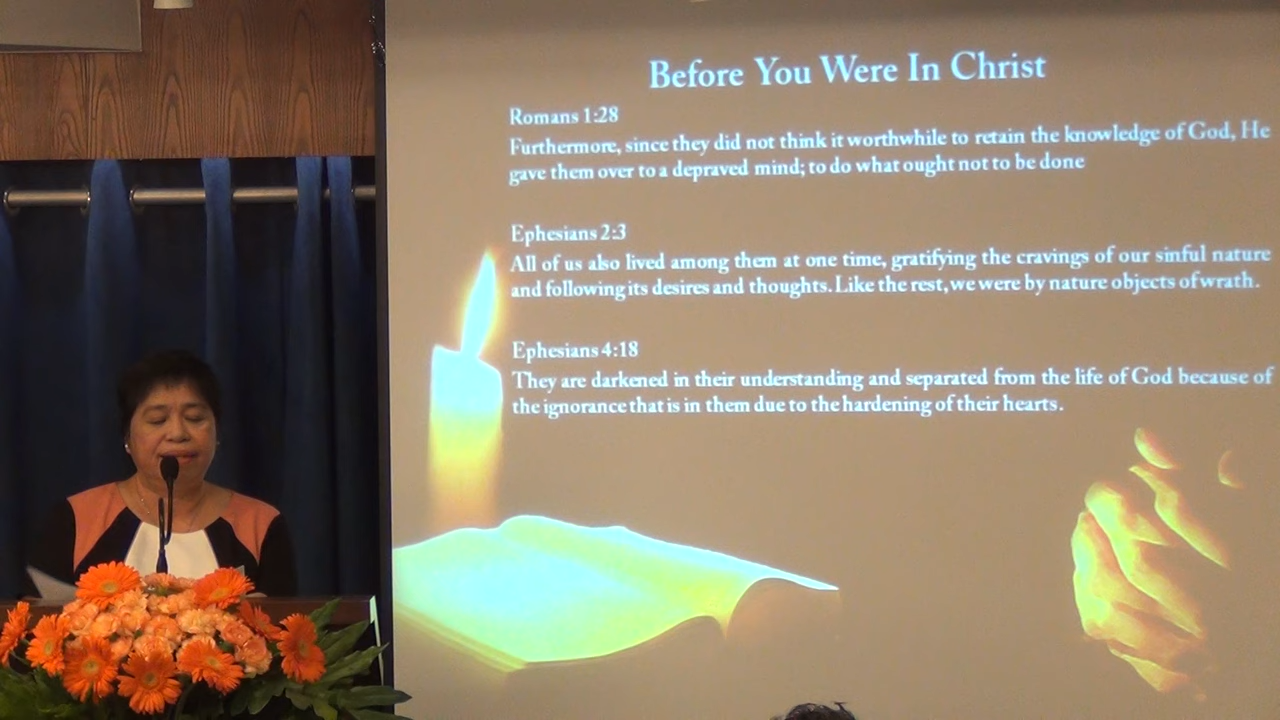 Before You Were In Christ
Romans 1:28
Furthermore, since they did not think it worthwhile to retain the knowledge of God, He
gave them over to a depraved mind; to do what ought not to be done
Ephesians 2:3
All of us also lived among them at one time, gratifying the cravings of our sinful nature
and following its desires and thoughts. Like the rest, we were by nature objects of wrath.
Ephesians 4:18
They are darkened in their understanding and separated from the life of God because of
the ignorance that is in them due to the hardening of their hearts.